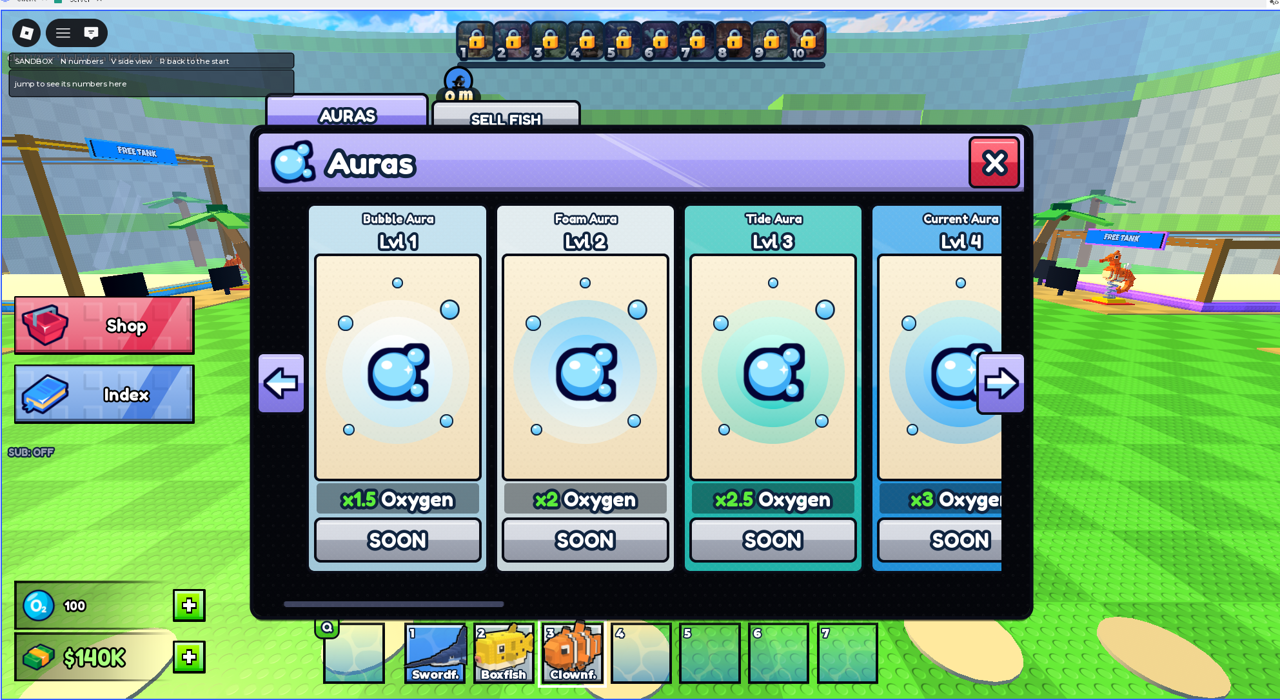 SANDBOX N numbers V side view R back to the start
jump to see its numbers here
1 2 3 4 5 6 7 8 9 10
FREE TANK
AURAS
SELL FISH
Auras
Bubble Aura
Lvl 1
x1.5 Oxygen
SOON
Foam Aura
Lvl 2
x2 Oxygen
SOON
Tide Aura
Lvl 3
x2.5 Oxygen
SOON
Current Aura
Lvl 4
x3 Oxygen
SOON
FREE TANK
Shop
Index
SUB: OFF
O2 100
$140K
Q
1 Swordf.
2 Boxfish
3 Clownf.
4
5
6
7